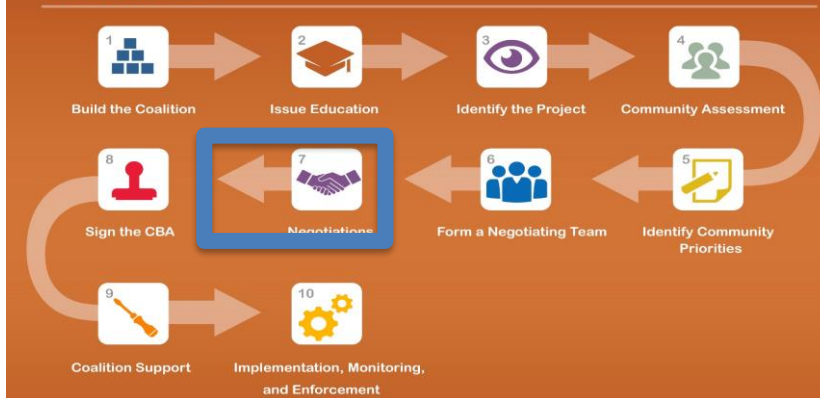 1
Build the Coalition
2
Issue Education
3
Identify the Project
4
Community Assessment
5
Identify Community
Priorities
6
Form a Negotiating Team
7
Negotiations
8
Sign the CBA
9
Coalition Support
10
Implementation, Monitoring,
and Enforcement